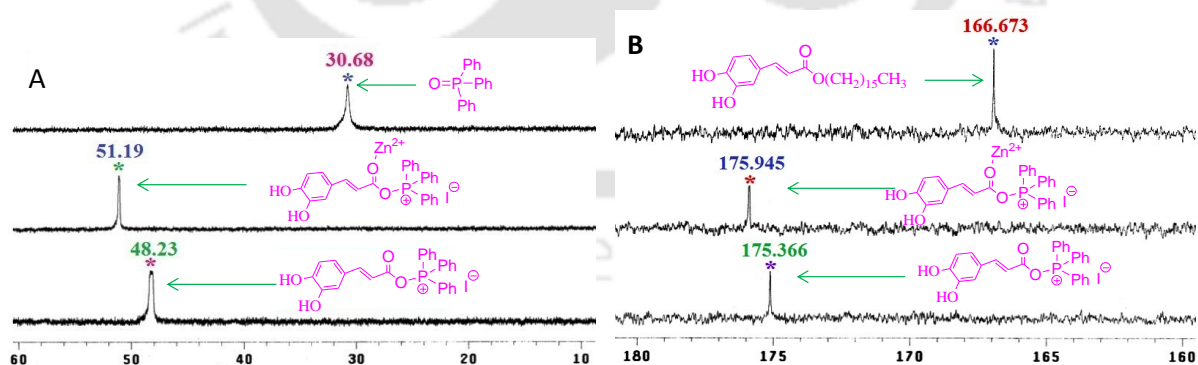 A
30.68
O=P
Ph
Ph
Ph
51.19
Zn2+
O
HO
HO
O
P
+
Ph
Ph
Ph
I−
48.23
HO
HO
O
O
P
+
Ph
Ph
Ph
I−
60 50 40 30 20 10
B
166.673
HO
HO
O
O(CH2)15CH3
175.945
Zn2+
O
HO
HO
O
P
+
Ph
Ph
Ph
I−
175.366
HO
HO
O
O
P
+
Ph
Ph
Ph
I−
180 175 170 165 160